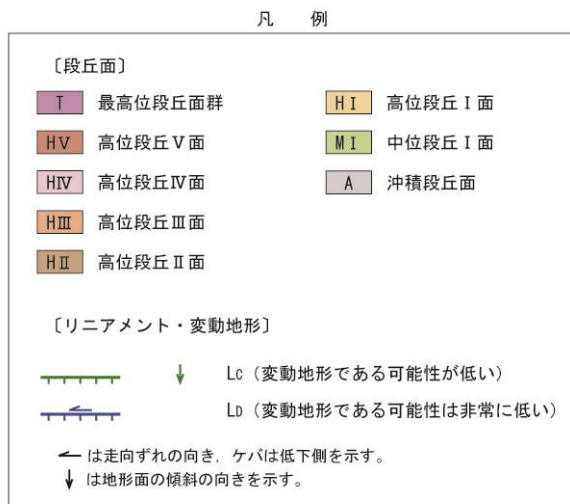 凡　例
〔段丘面〕
T 最高位段丘面群
HⅤ 高位段丘Ⅴ面
HⅣ 高位段丘Ⅳ面
HⅢ 高位段丘Ⅲ面
HⅡ 高位段丘Ⅱ面
HⅠ 高位段丘Ⅰ面
MⅠ 中位段丘Ⅰ面
A 沖積段丘面
〔リニアメント・変動地形〕
LC（変動地形である可能性が低い）
LD（変動地形である可能性は非常に低い）
は走向ずれの向き，ケバは低下側を示す。
↓は地形面の傾斜の向きを示す。